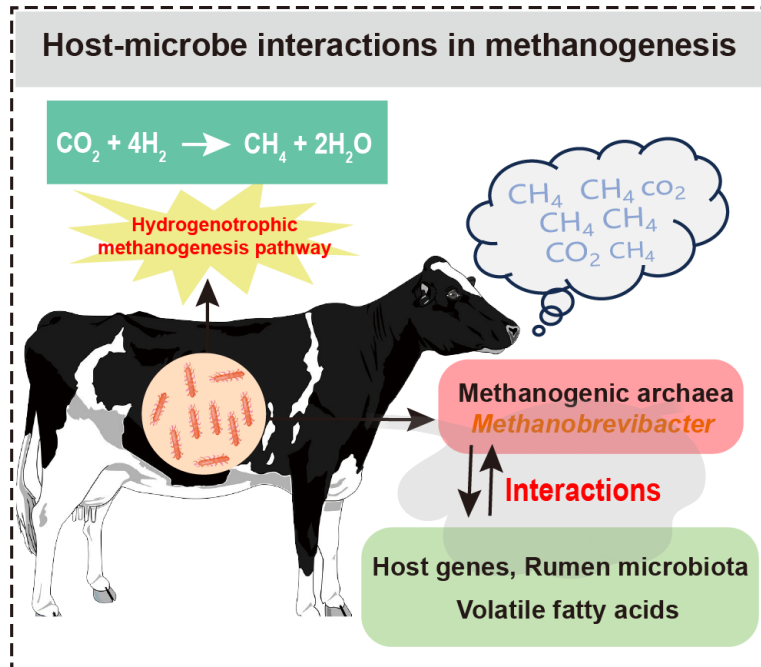 Host-microbe interactions in methanogenesis
CO₂ + 4H₂ → CH₄ + 2H₂O
Hydrogenotrophic
methanogenesis pathway
CH₄ CH₄ CO₂
CH₄ CH₄
CO₂ CH₄
Methanogenic archaea
Methanobrevibacter
Interactions
Host genes, Rumen microbiota
Volatile fatty acids